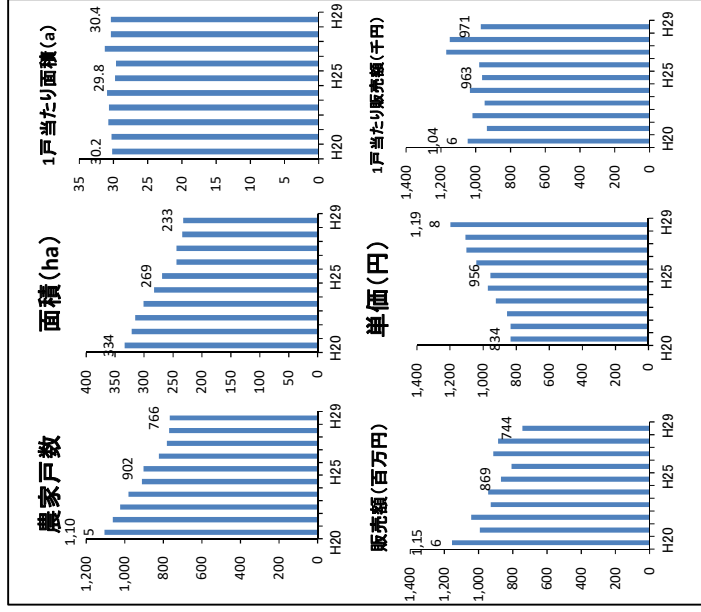 農家戸数
1,200
1,000
800
600
400
200
0
1,10
5
902
766
H20
H25
H29
面積(ha)
400
350
300
250
200
150
100
50
0
334
269
233
H20
H25
H29
1戸当たり面積(a)
35
30
25
20
15
10
5
0
30.2
29.8
30.4
H20
H25
H29
販売額(百万円)
1,400
1,200
1,000
800
600
400
200
0
1,15
6
869
744
H20
H25
H29
単価(円)
1,400
1,200
1,000
800
600
400
200
0
834
956
1,19
8
H20
H25
H29
1戸当たり販売額(千円)
1,400
1,200
1,000
800
600
400
200
0
1,04
6
963
971
H20
H25
H29